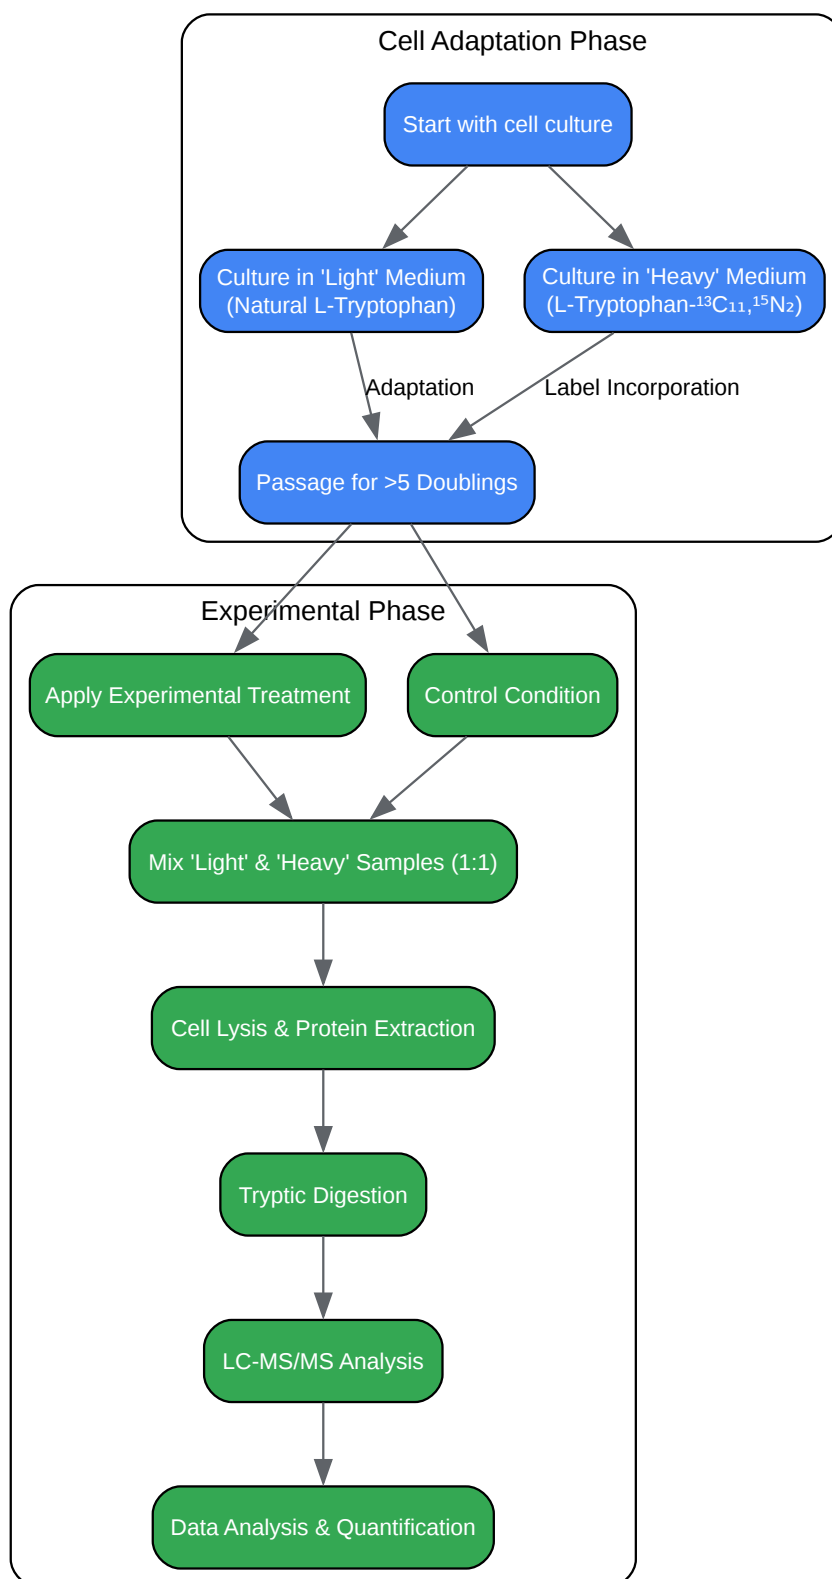 Cell Adaptation Phase
Start with cell culture
Culture in 'Light' Medium
(Natural L-Tryptophan)
Culture in 'Heavy' Medium
(L-Tryptophan-¹³C₁₁,¹⁵N₂)
Adaptation
Label Incorporation
Passage for >5 Doublings
Experimental Phase
Apply Experimental Treatment
Control Condition
Mix 'Light' & 'Heavy' Samples (1:1)
Cell Lysis & Protein Extraction
Tryptic Digestion
LC-MS/MS Analysis
Data Analysis & Quantification